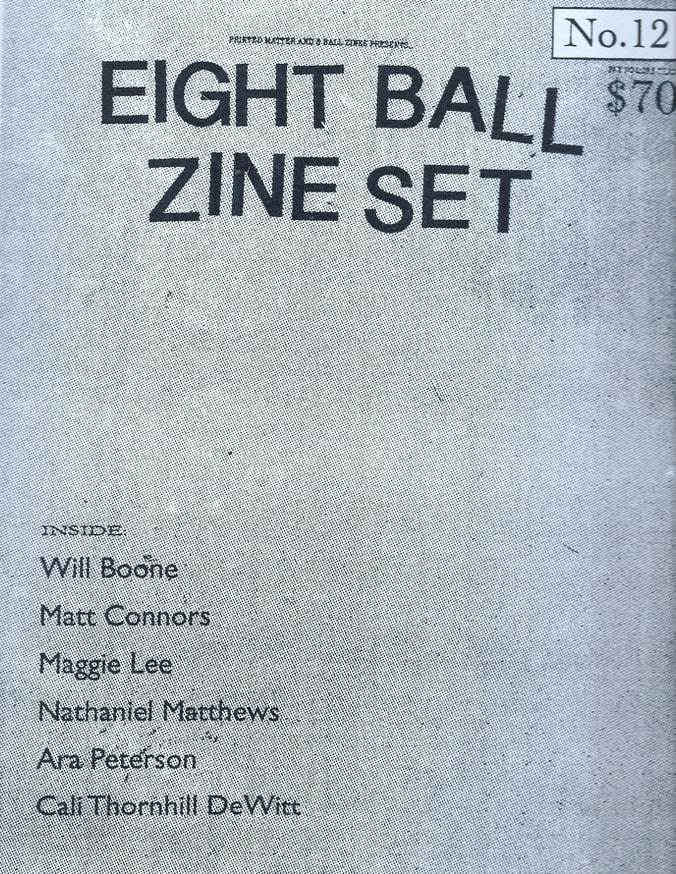 PRINTED MATTER AND 8 BALL ZINES PRESENTS...
No.12
$70
EIGHT BALL
ZINE SET
INSIDE:
Will Boone
Matt Connors
Maggie Lee
Nathaniel Matthews
Ara Peterson
Cali Thornhill DeWitt